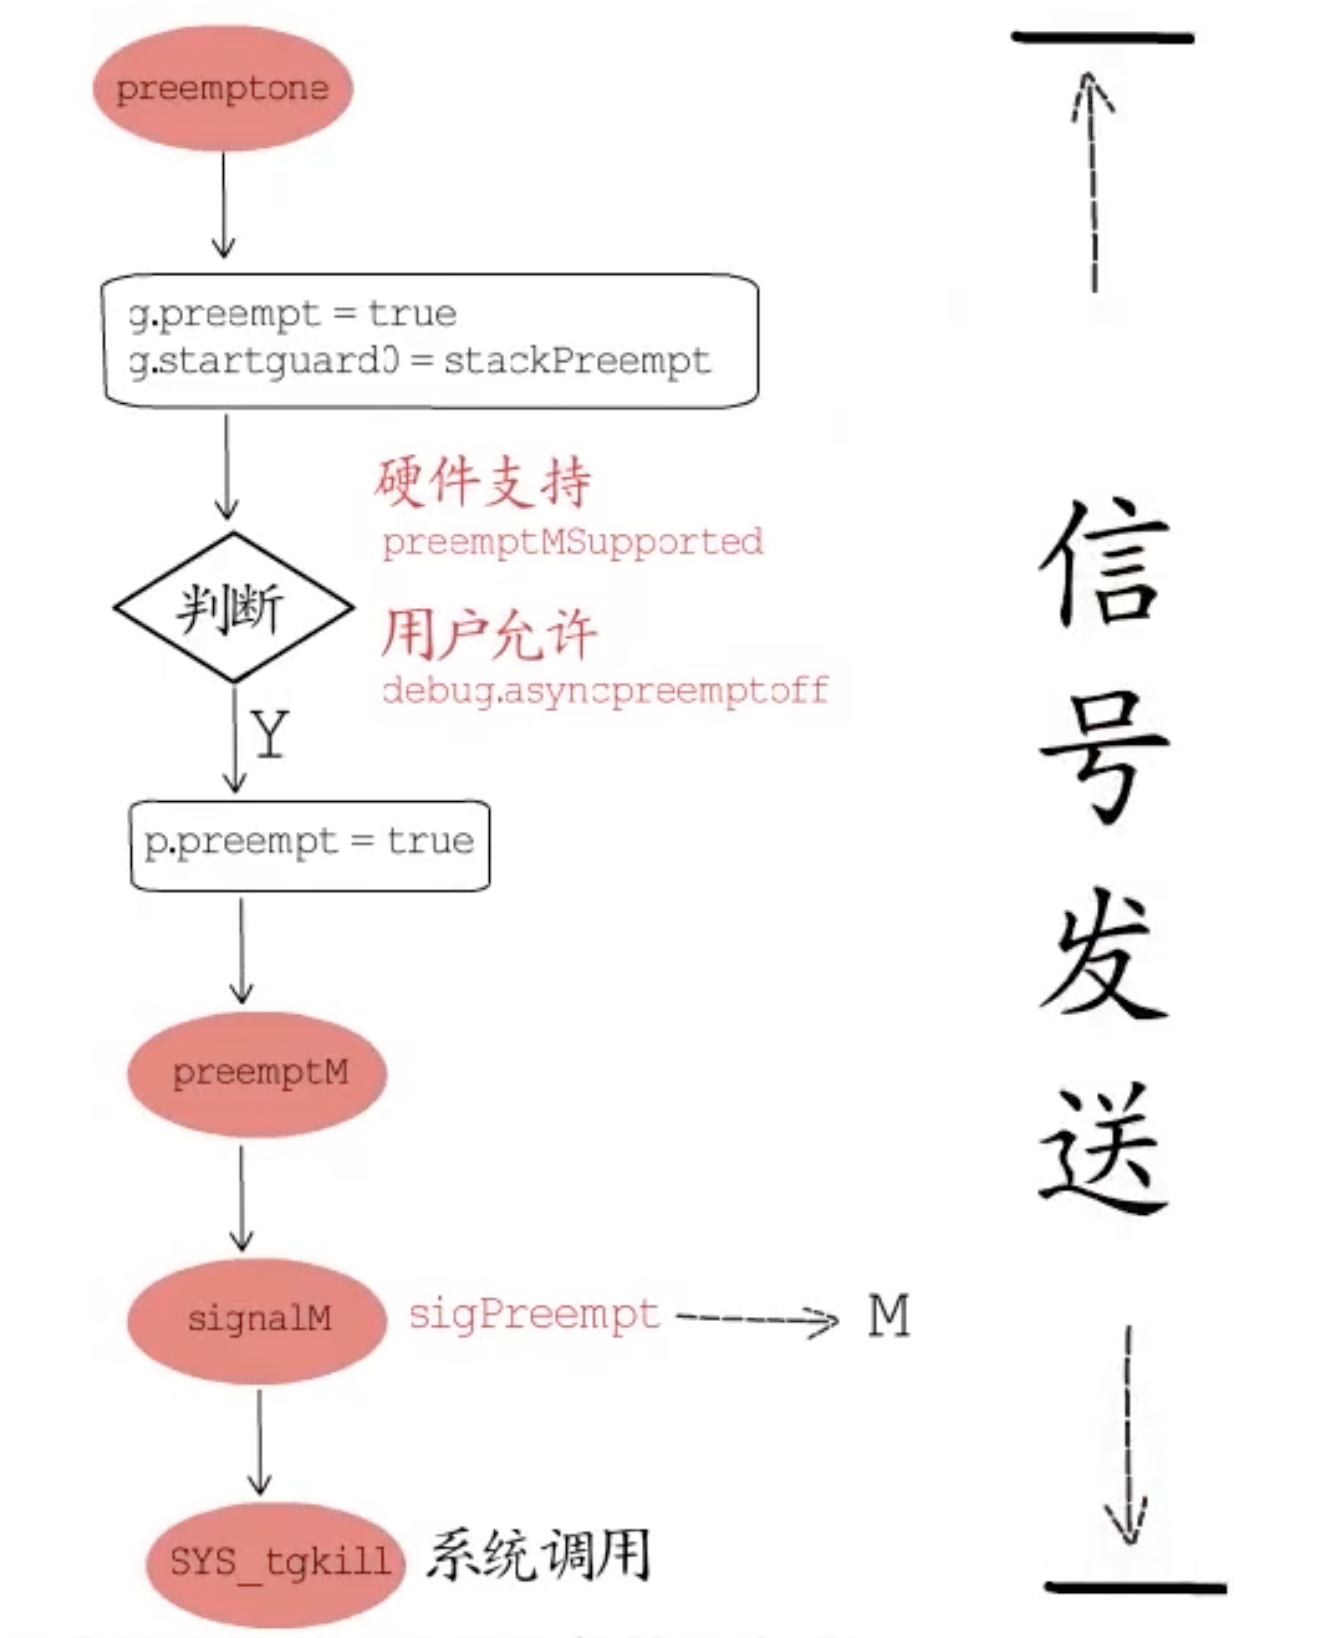 preemptone
g.preempt = true
g.startguard0 = stackPreempt
硬件支持
preemptMSupported
判断
用户允许
debug.asyncpreemptoff
Y
p.preempt = true
preemptM
signalM
sigPreempt
M
SYS_tgkill
系统调用
信
号
发
送